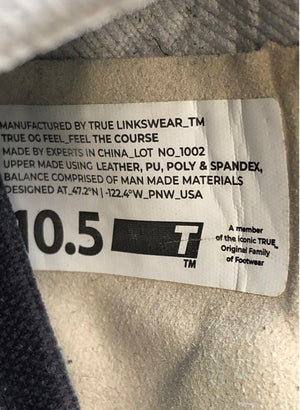 MANUFACTURED BY TRUE LINKSWEAR_TM
TRUE OG FEEL_FEEL THE COURSE
MADE BY EXPERTS IN CHINA_LOT NO_1002
UPPER MADE USING LEATHER, PU, POLY & SPANDEX,
BALANCE COMPRISED OF MAN MADE MATERIALS
DESIGNED AT_47.2°N | -122.4°W_PNW_USA
10.5
T
TM
A member
of the iconic TRUE
Original Family
of Footwear